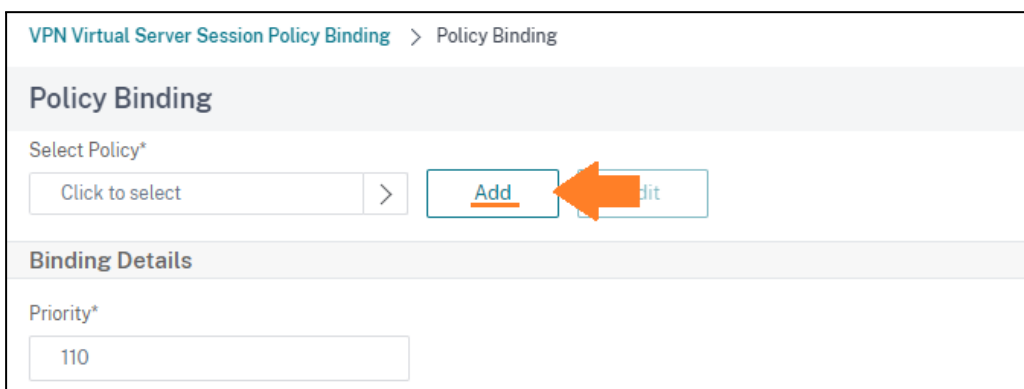 VPN Virtual Server Session Policy Binding > Policy Binding
Policy Binding
Select Policy*
Click to select > Add
Binding Details
Priority*
110